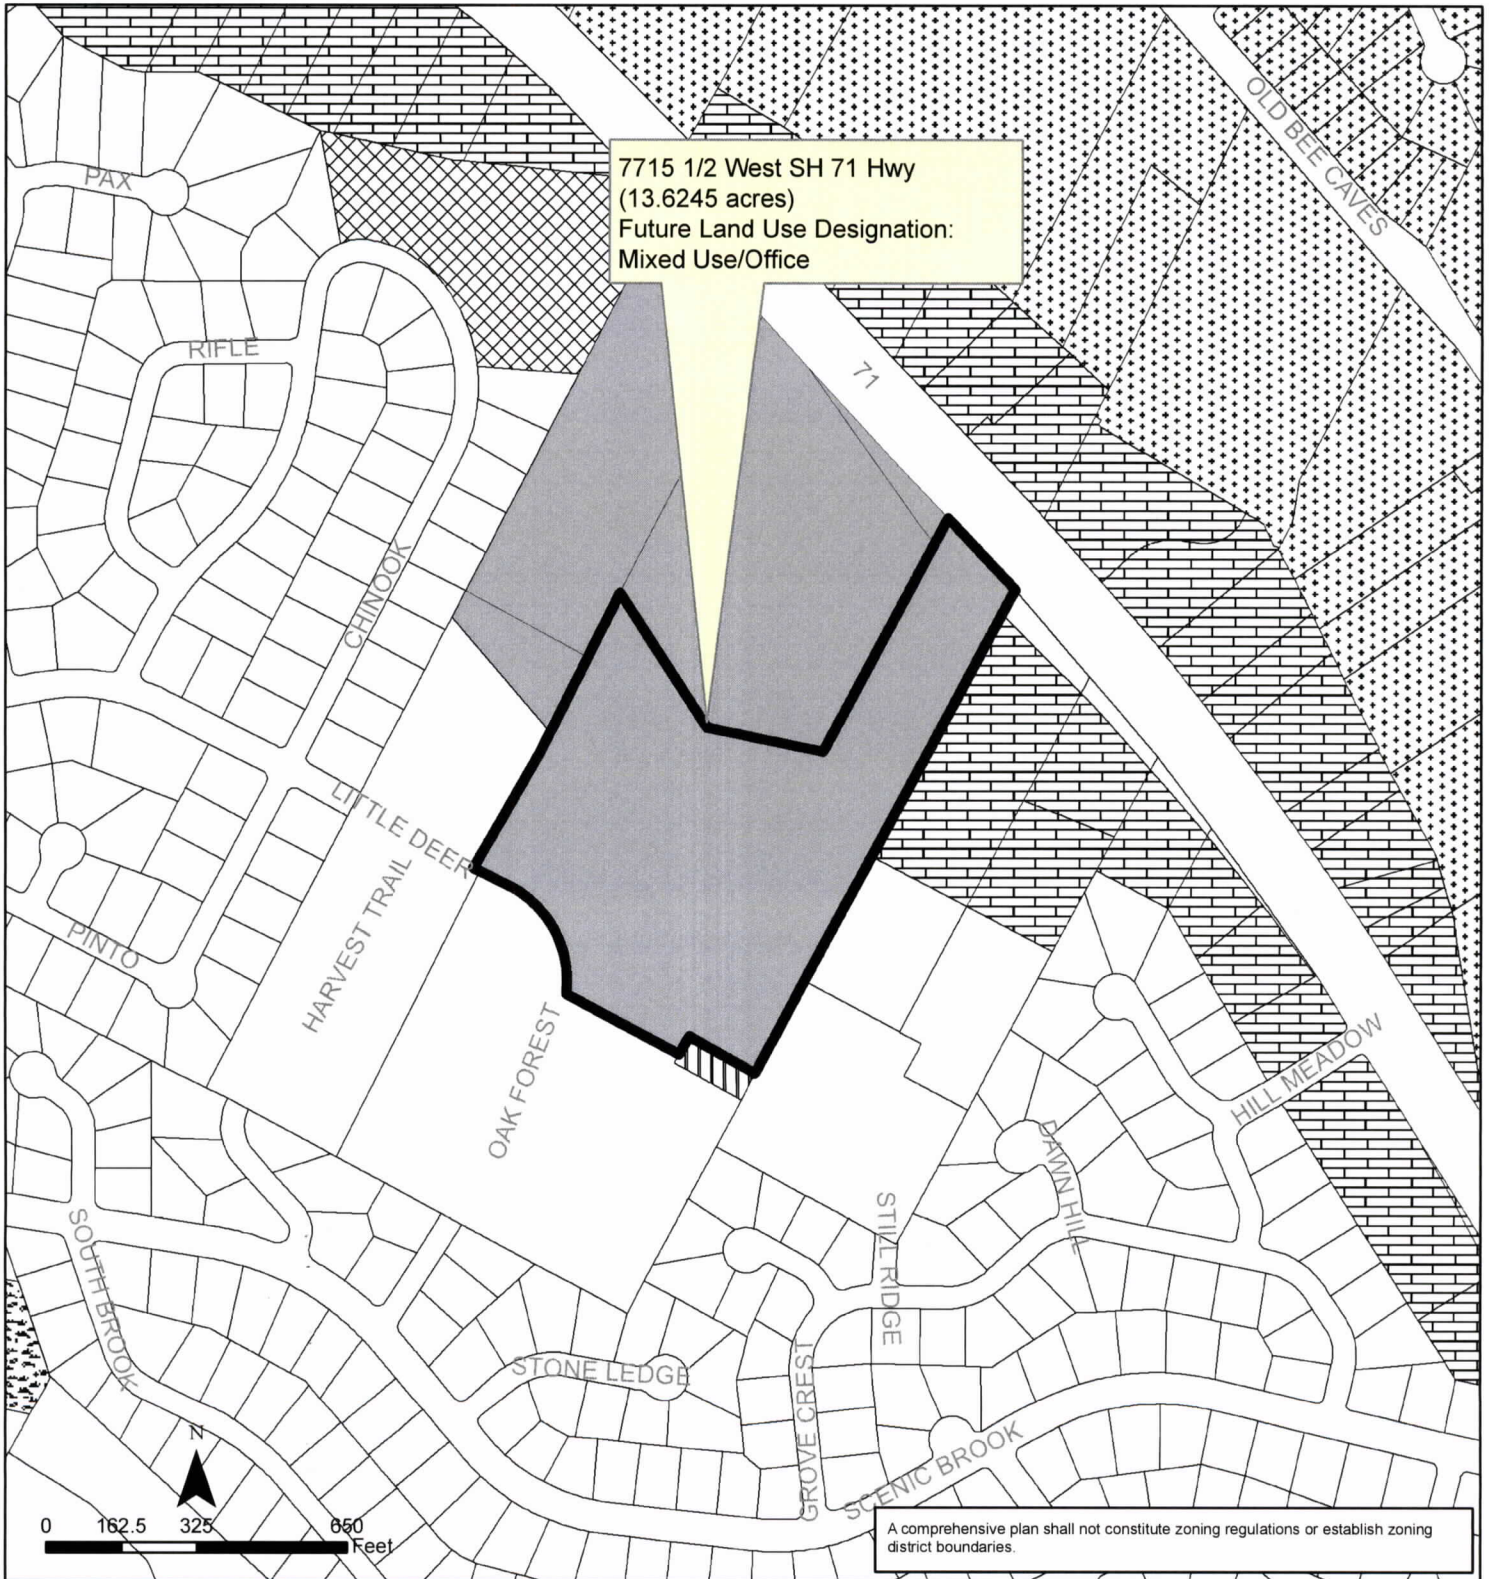 OLD BEE CAVES
7715 1/2 West SH 71 Hwy
(13.6245 acres)
Future Land Use Designation:
Mixed Use/Office
PAX
RIFLE
71
CHINOOK
LITTLE DEER
HARVEST TRAIL
PINTO
OAK FOREST
HILL MEADOW
DAWN HILL
SOUTH BROOK
STILL RIDGE
STONE LEDGE
GROVE CREST
SCENIC BROOK
N
0 162.5 325 650
Feet
A comprehensive plan shall not constitute zoning regulations or establish zoning
district boundaries.